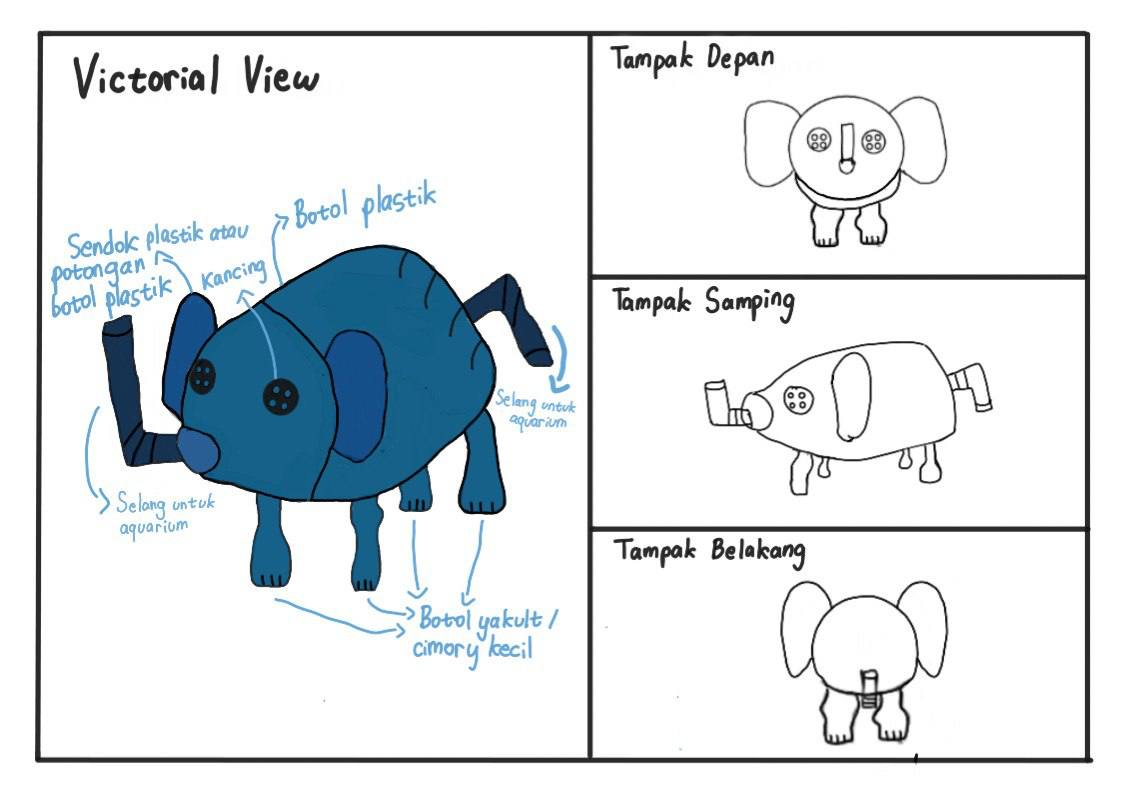 Victorial View
Botol plastik
Sendok plastik atau
potongan
botol plastik
Kancing
Selang untuk
aquarium
Selang untuk
aquarium
Botol yakult /
cimory kecil
Tampak Depan
Tampak Samping
Tampak Belakang